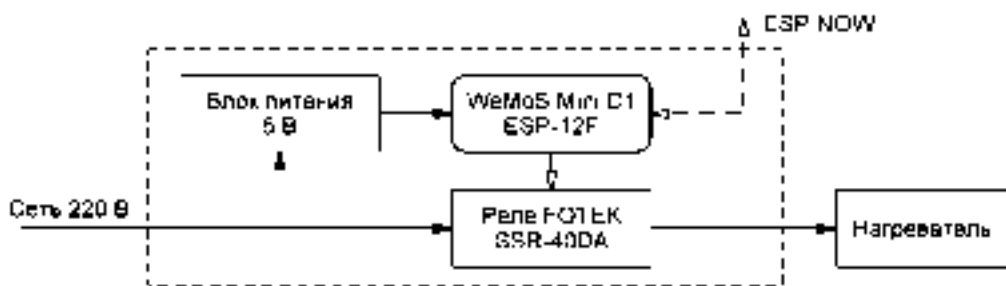 ESP NOW
Блок питания
5 В
WeMoS Mini D1
ESP-12F
Сеть 220 В
Реле FOTEK
SSR-40DA
Нагреватель